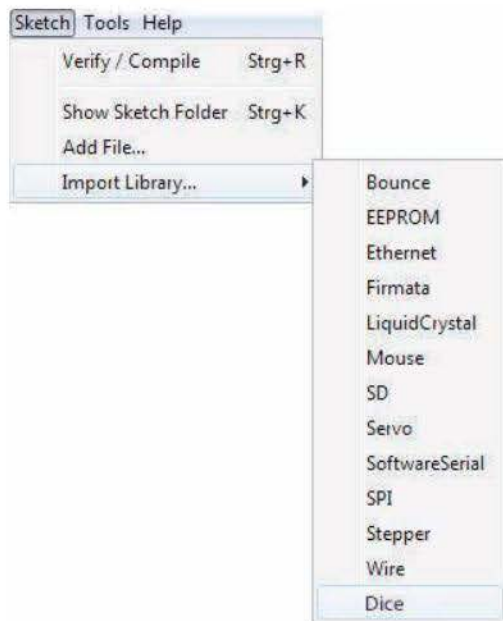 Sketch Tools Help
Verify / Compile Strg+R
Show Sketch Folder Strg+K
Add File...
Import Library...
Bounce
EEPROM
Ethernet
Firmata
LiquidCrystal
Mouse
SD
Servo
SoftwareSerial
SPI
Stepper
Wire
Dice